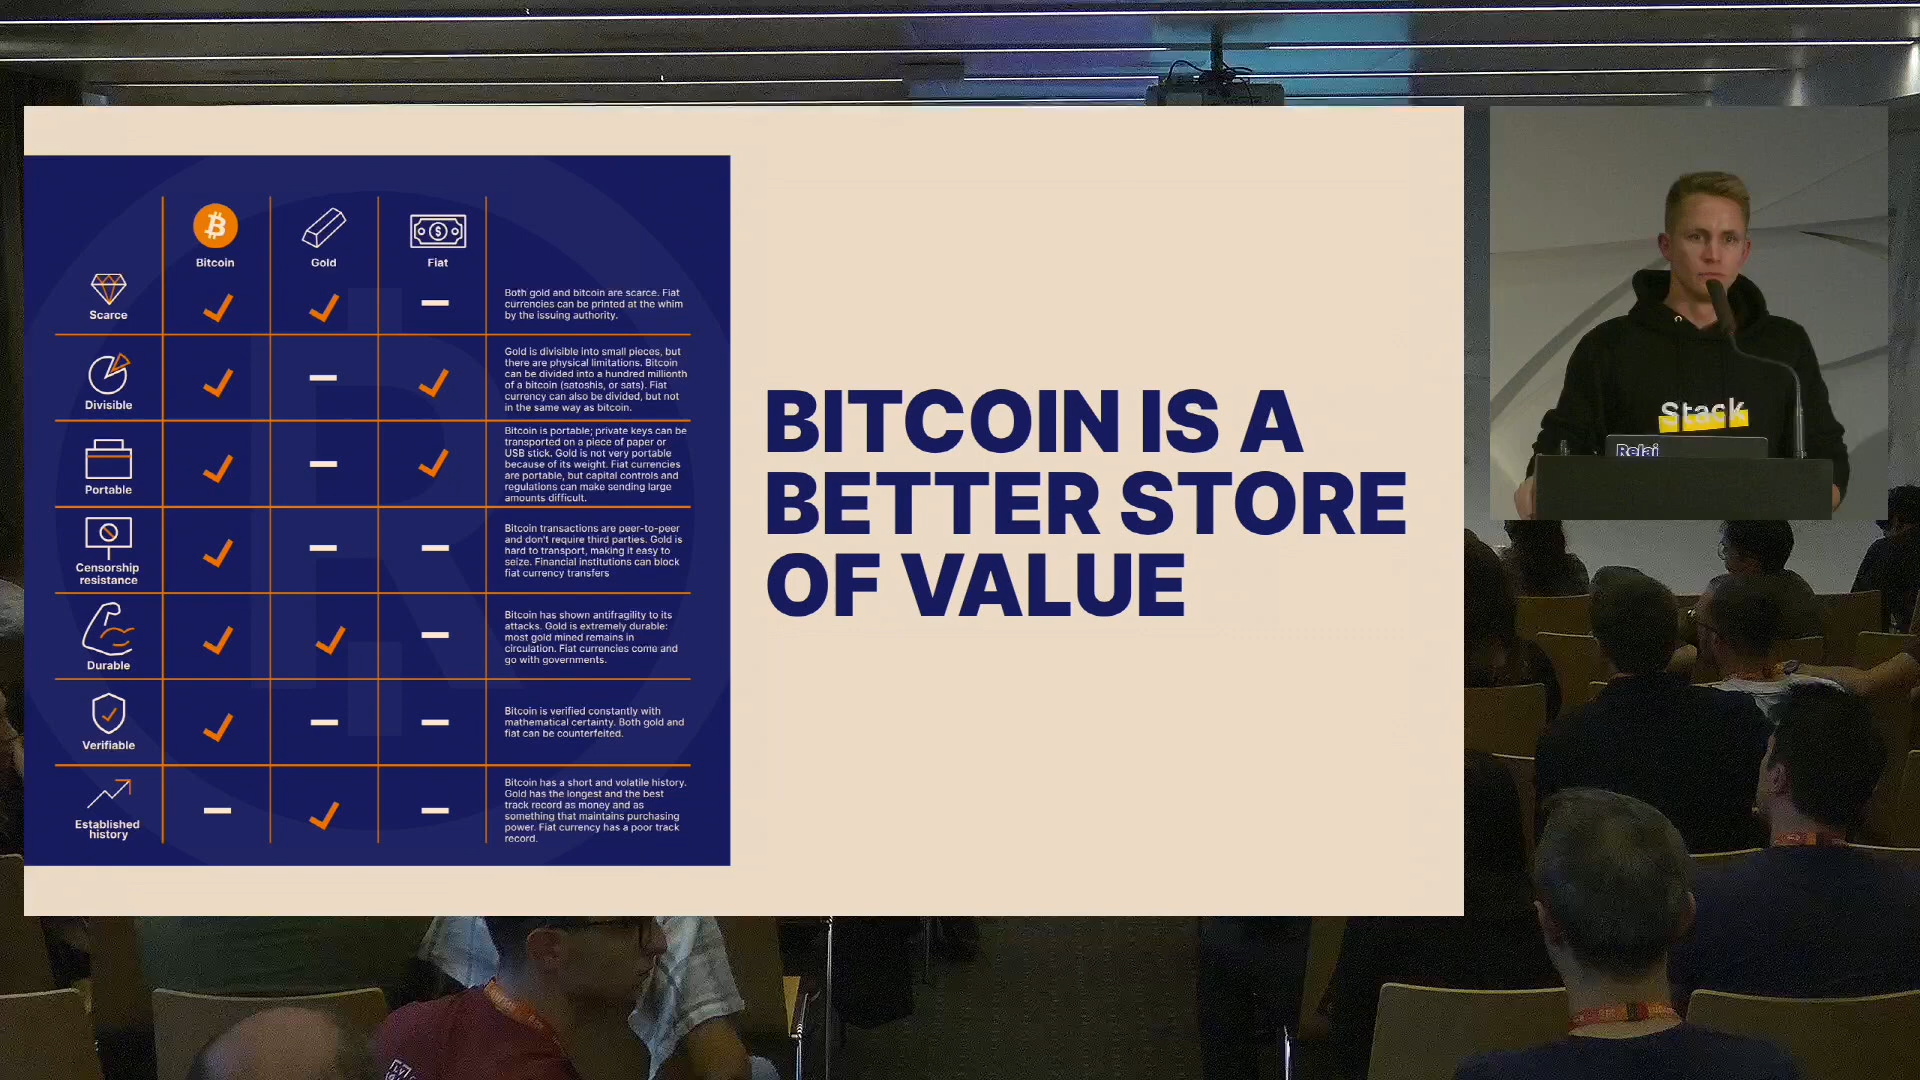 Bitcoin
Gold
Fiat
Scarce
Both gold and bitcoin are scarce. Fiat
currencies can be printed at the whim
by the issuing authority.
Divisible
Gold is divisible into small pieces, but
there are physical limitations. Bitcoin
can be divided into a hundred millionth
of a bitcoin (satoshis, or sats). Fiat
currency can also be divided, but not
in the same way as bitcoin.
Portable
Bitcoin is portable; private keys can be
transported on a piece of paper or
USB stick. Gold is not very portable
because of its weight. Fiat currencies
are portable, but capital controls and
regulations can make sending large
amounts difficult.
Censorship
resistance
Bitcoin transactions are peer-to-peer
and don't require third parties. Gold is
hard to transport, making it easy to
seize. Financial institutions can block
fiat currency transfers
Durable
Bitcoin has shown antifragility to its
attacks. Gold is extremely durable:
most gold mined remains in
circulation. Fiat currencies come and
go with governments.
Verifiable
Bitcoin is verified constantly with
mathematical certainty. Both gold and
fiat can be counterfeited.
Established
history
Bitcoin has a short and volatile history.
Gold has the longest and the best
track record as money and as
something that maintains purchasing
power. Fiat currency has a poor track
record.
BITCOIN IS A
BETTER STORE
OF VALUE
Stack
Relai